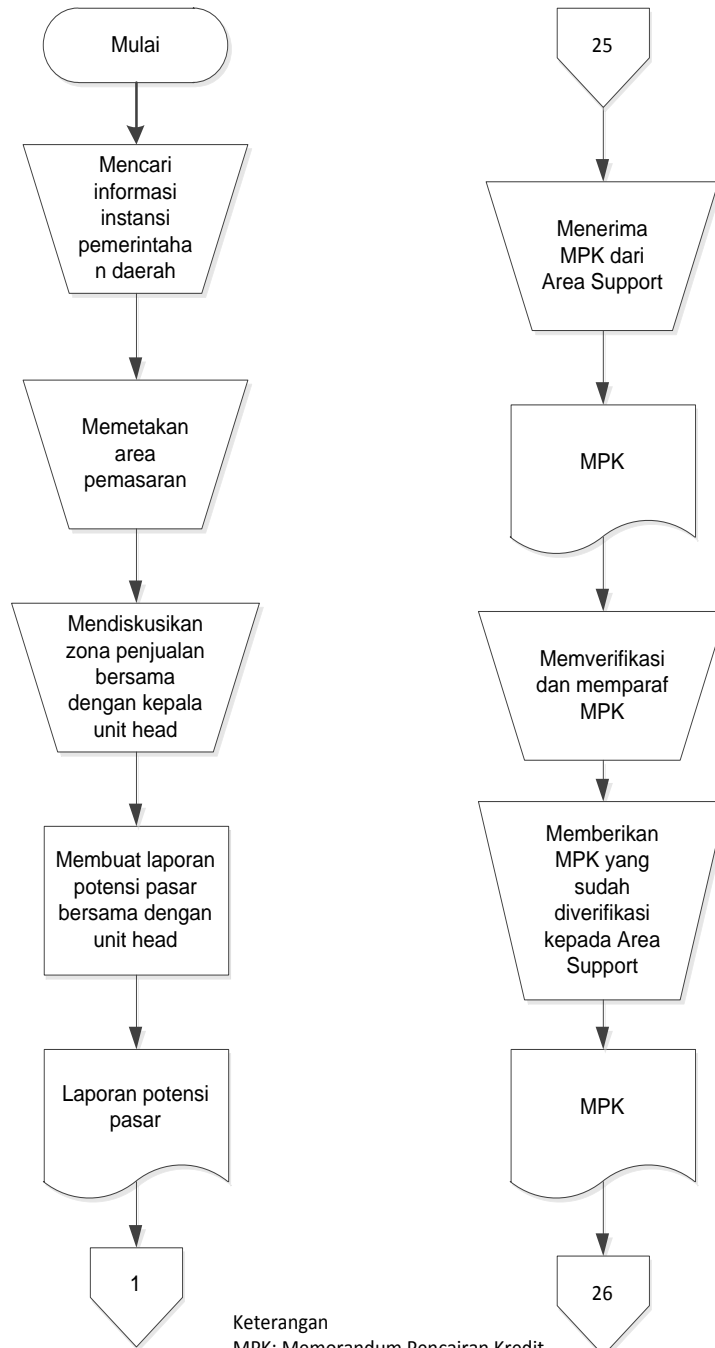 Mulai
Mencari
informasi
instansi
pemerintaha
n daerah
Memetakan
area
pemasaran
Mendiskusikan
zona penjualan
bersama
dengan kepala
unit head
Membuat laporan
potensi pasar
bersama dengan
unit head
Laporan potensi
pasar
1
25
Menerima
MPK dari
Area Support
MPK
Memverifikasi
dan memparaf
MPK
Memberikan
MPK yang
sudah
diverifikasi
kepada Area
Support
MPK
26
Keterangan
MPK: Memorandum Pencairan Kredit